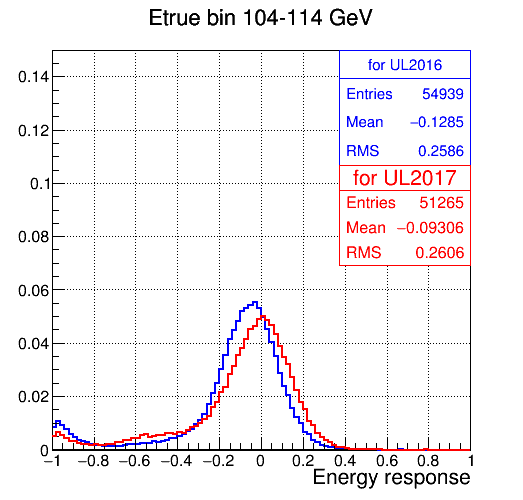 Etrue bin 104-114 GeV
for UL2016
Entries 54939
Mean −0.1285
RMS 0.2586
for UL2017
Entries 51265
Mean −0.09306
RMS 0.2606
0.14
0.12
0.1
0.08
0.06
0.04
0.02
0
−1 −0.8 −0.6 −0.4 −0.2 0 0.2 0.4 0.6 0.8 1
Energy response